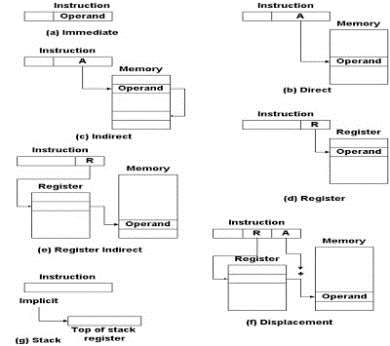 Instruction
Operand
(a) Immediate
Instruction
A
Memory
Operand
(b) Direct
Instruction
A
Memory
Operand
(c) Indirect
Instruction
R
Register
Operand
(d) Register
Instruction
R
Memory
Register
Operand
(e) Register Indirect
Instruction
R A
Memory
Register
Operand
(f) Displacement
Instruction
Implicit
Top of stack
register
(g) Stack